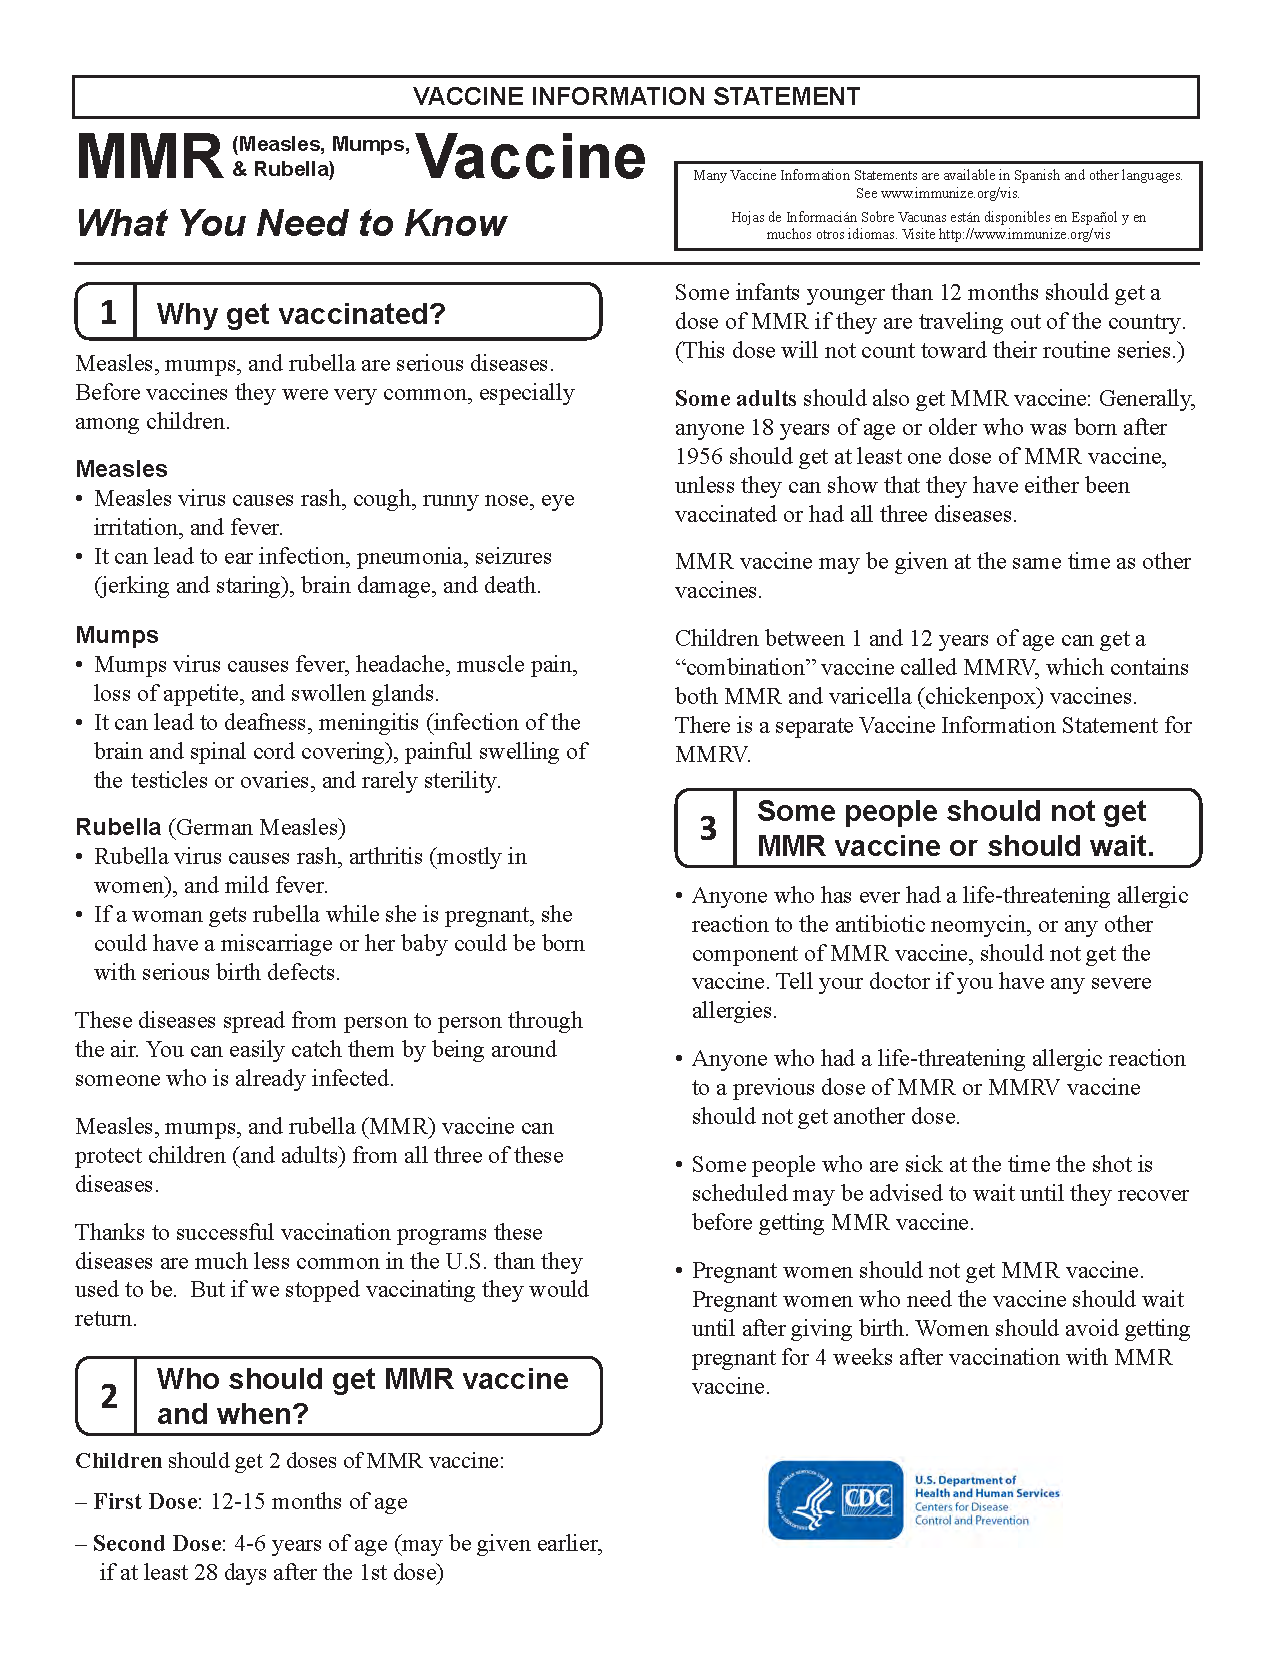 VACCINE INFORMATION STATEMENT
MMR (Measles, Mumps, & Rubella) Vaccine
What You Need to Know
Many Vaccine Information Statements are available in Spanish and other languages.
See www.immunize.org/vis.
Hojas de Informacián Sobre Vacunas están disponibles en Español y en
muchos otros idiomas. Visite http://www.immunize.org/vis
1 Why get vaccinated?
Measles, mumps, and rubella are serious diseases.
Before vaccines they were very common, especially
among children.
Measles
• Measles virus causes rash, cough, runny nose, eye
irritation, and fever.
• It can lead to ear infection, pneumonia, seizures
(jerking and staring), brain damage, and death.
Mumps
• Mumps virus causes fever, headache, muscle pain,
loss of appetite, and swollen glands.
• It can lead to deafness, meningitis (infection of the
brain and spinal cord covering), painful swelling of
the testicles or ovaries, and rarely sterility.
Rubella (German Measles)
• Rubella virus causes rash, arthritis (mostly in
women), and mild fever.
• If a woman gets rubella while she is pregnant, she
could have a miscarriage or her baby could be born
with serious birth defects.
These diseases spread from person to person through
the air. You can easily catch them by being around
someone who is already infected.
Measles, mumps, and rubella (MMR) vaccine can
protect children (and adults) from all three of these
diseases.
Thanks to successful vaccination programs these
diseases are much less common in the U.S. than they
used to be. But if we stopped vaccinating they would
return.
2 Who should get MMR vaccine
and when?
Children should get 2 doses of MMR vaccine:
– First Dose: 12-15 months of age
– Second Dose: 4-6 years of age (may be given earlier,
if at least 28 days after the 1st dose)
Some infants younger than 12 months should get a
dose of MMR if they are traveling out of the country.
(This dose will not count toward their routine series.)
Some adults should also get MMR vaccine: Generally,
anyone 18 years of age or older who was born after
1956 should get at least one dose of MMR vaccine,
unless they can show that they have either been
vaccinated or had all three diseases.
MMR vaccine may be given at the same time as other
vaccines.
Children between 1 and 12 years of age can get a
“combination” vaccine called MMRV, which contains
both MMR and varicella (chickenpox) vaccines.
There is a separate Vaccine Information Statement for
MMRV.
3 Some people should not get
MMR vaccine or should wait.
• Anyone who has ever had a life-threatening allergic
reaction to the antibiotic neomycin, or any other
component of MMR vaccine, should not get the
vaccine. Tell your doctor if you have any severe
allergies.
• Anyone who had a life-threatening allergic reaction
to a previous dose of MMR or MMRV vaccine
should not get another dose.
• Some people who are sick at the time the shot is
scheduled may be advised to wait until they recover
before getting MMR vaccine.
• Pregnant women should not get MMR vaccine.
Pregnant women who need the vaccine should wait
until after giving birth. Women should avoid getting
pregnant for 4 weeks after vaccination with MMR
vaccine.
CDC
U.S. Department of
Health and Human Services
Centers for Disease
Control and Prevention